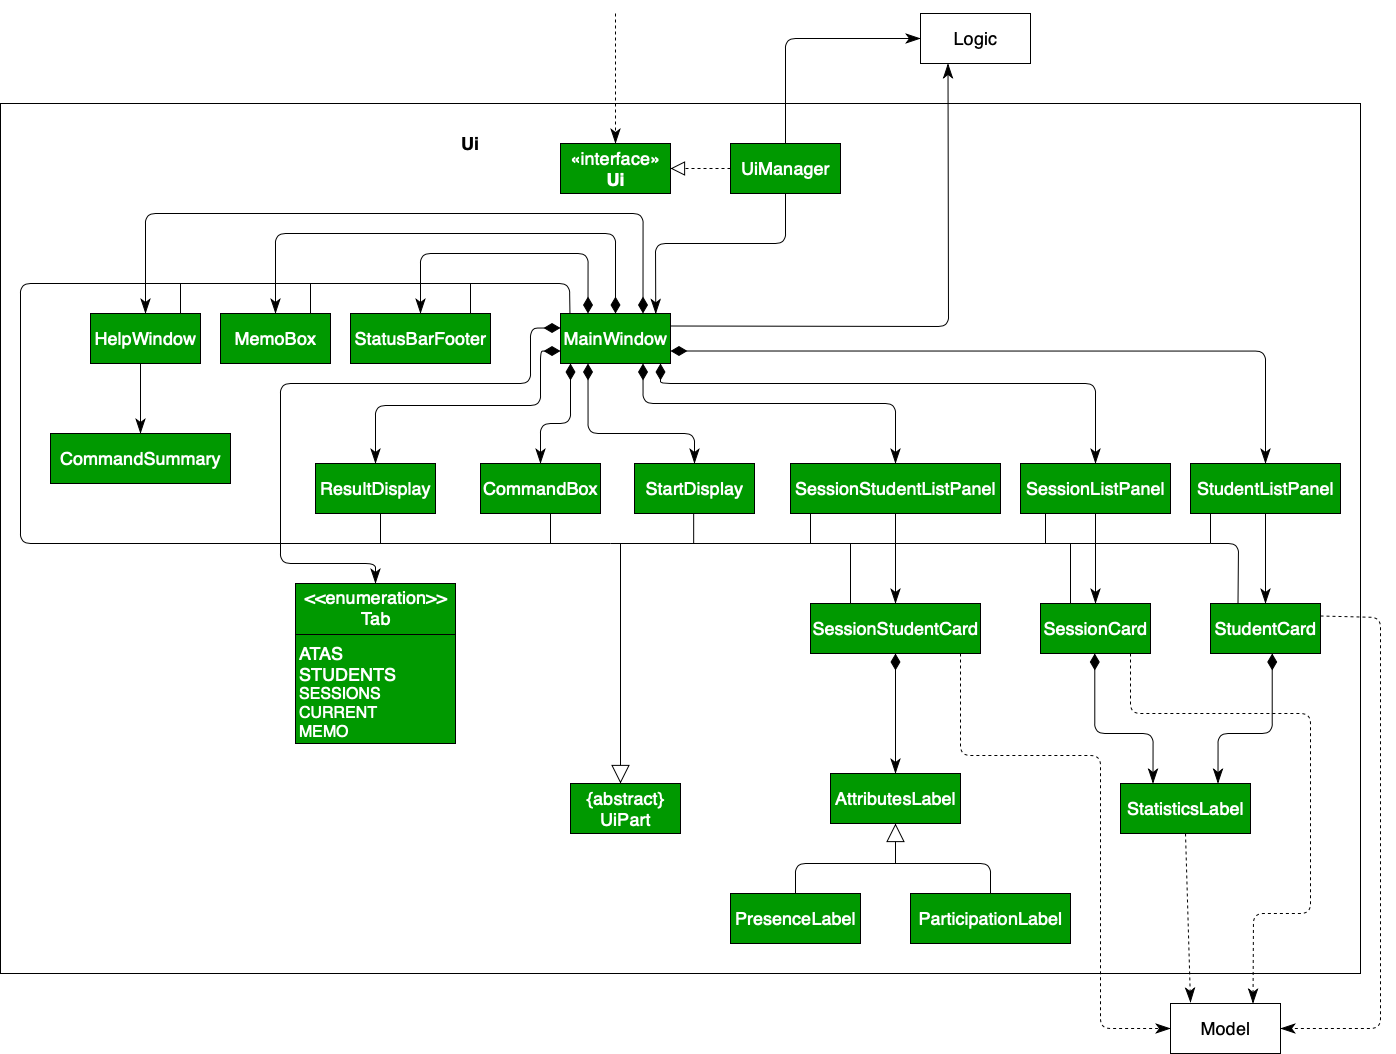 Logic
Ui
«interface»
Ui
UiManager
HelpWindow
MemoBox
StatusBarFooter
MainWindow
CommandSummary
ResultDisplay
CommandBox
StartDisplay
SessionStudentListPanel
SessionListPanel
StudentListPanel
<<enumeration>>
Tab
ATAS
STUDENTS
SESSIONS
CURRENT
MEMO
SessionStudentCard
SessionCard
StudentCard
{abstract}
UiPart
AttributesLabel
StatisticsLabel
PresenceLabel
ParticipationLabel
Model